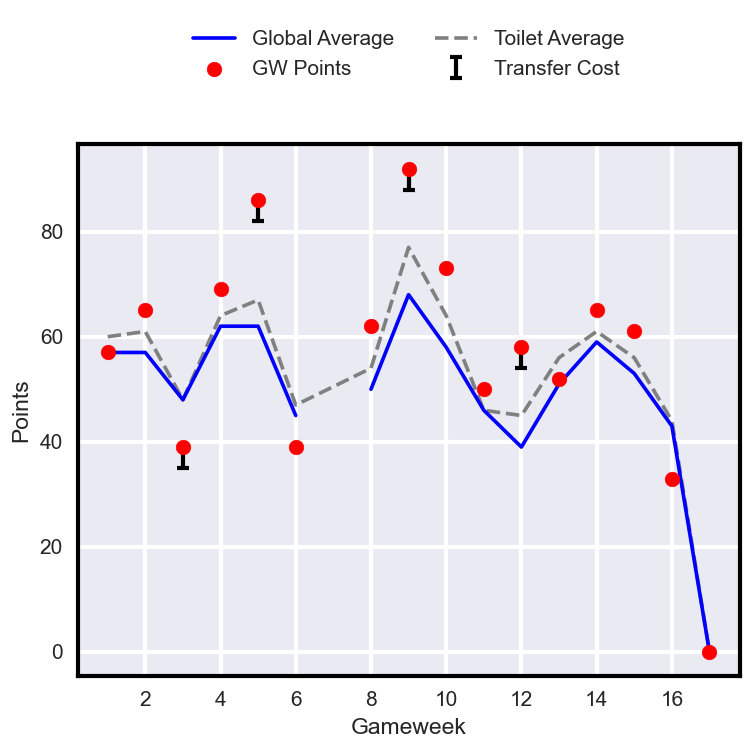 Global Average
Toilet Average
GW Points
Transfer Cost
80
60
40
20
0
Points
2 4 6 8 10 12 14 16
Gameweek